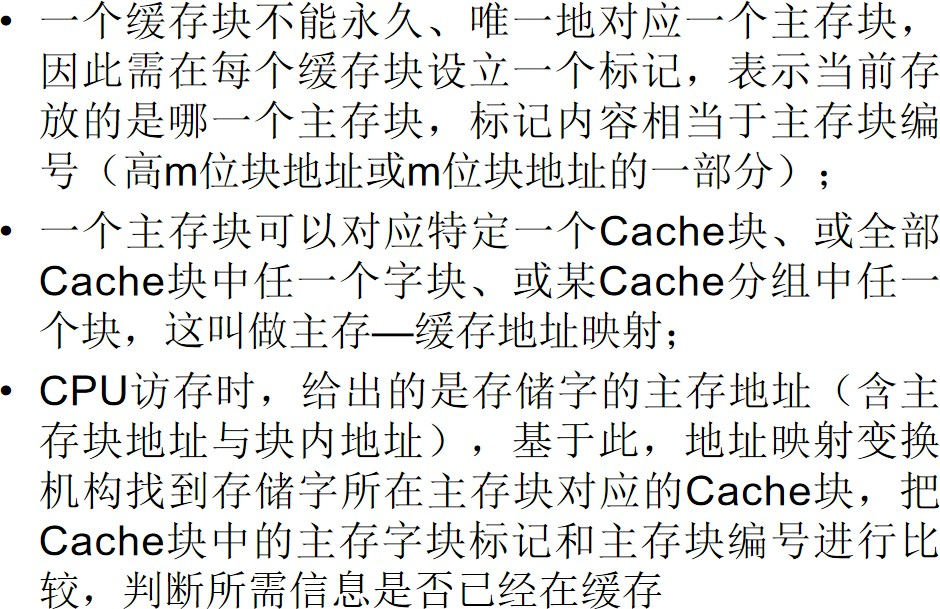 • 一个缓存块不能永久、唯一地对应一个主存块，
因此需在每个缓存块设立一个标记，表示当前存
放的是哪一个主存块，标记内容相当于主存块编
号（高m位块地址或m位块地址的一部分）；
• 一个主存块可以对应特定一个Cache块、或全部
Cache块中任一个字块、或某Cache分组中任一
个块，这叫做主存—缓存地址映射；
• CPU访存时，给出的是存储字的主存地址（含主
存块地址与块内地址），基于此，地址映射变换
机构找到存储字所在主存块对应的Cache块，把
Cache块中的主存字块标记和主存块编号进行比
较，判断所需信息是否已经在缓存